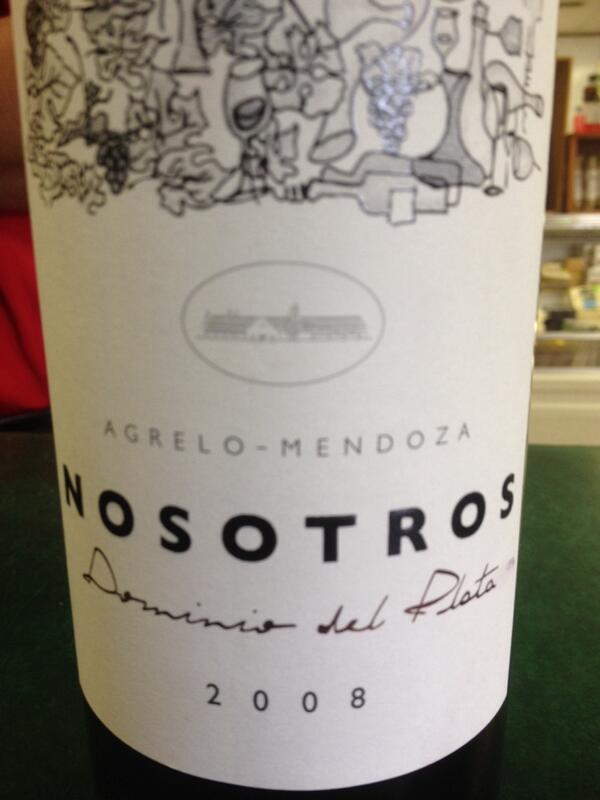 AGRELO-MENDOZA
NOSOTROS
Dominio del Plata
2008